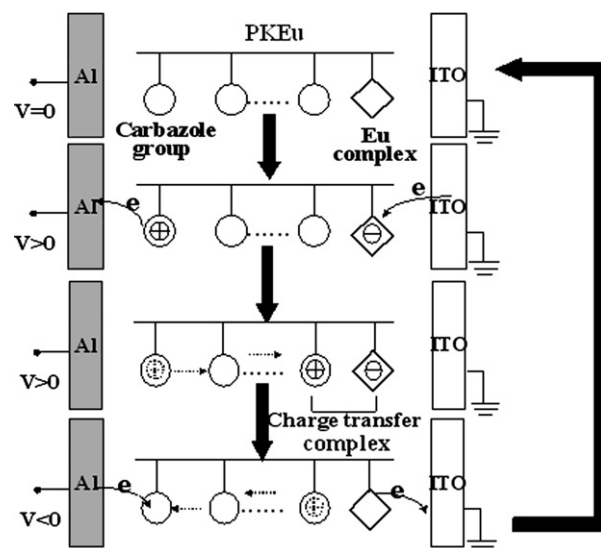 PKEu
Al
ITO
V=0
Carbazole
group
Eu
complex
e
e
Al
ITO
V>0
⊕
⊖
Al
ITO
V>0
⊕
⊖
Charge transfer
complex
Al
e
e
ITO
V<0